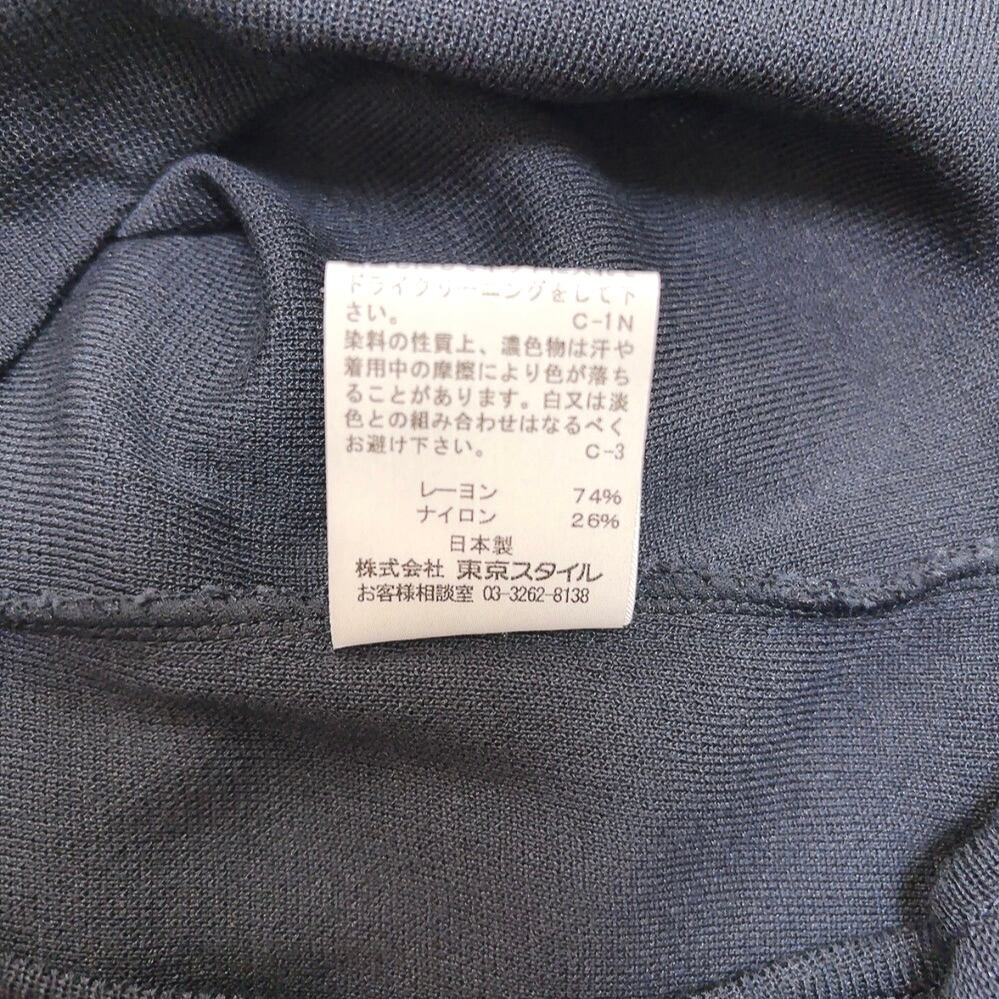 ドライクリーニングをして下
さい。 C-1N
染料の性質上、濃色物は汗や
着用中の摩擦により色が落ち
ることがあります。白又は淡
色との組み合わせはなるべく
お避け下さい。 C-3
レーヨン 74%
ナイロン 26%
日本製
株式会社 東京スタイル
お客様相談室 03-3262-8138